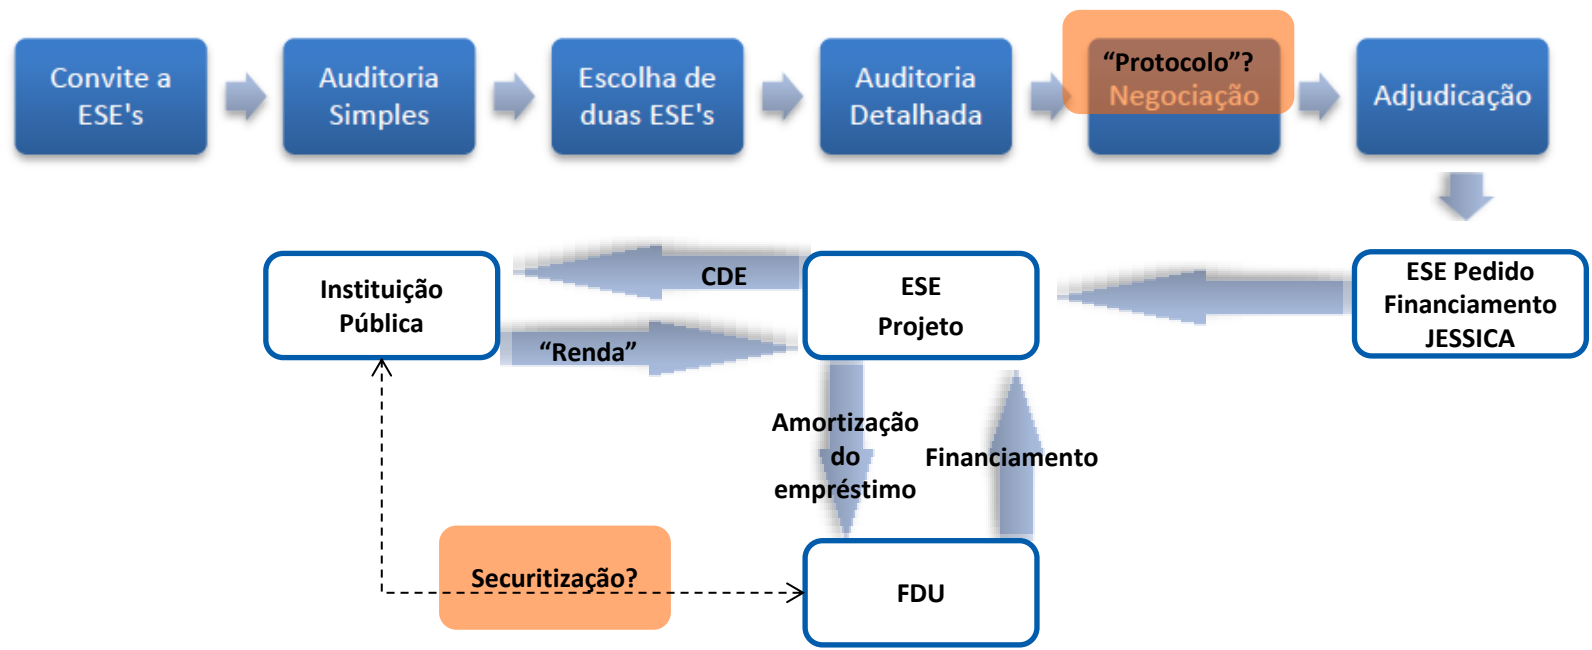 Convite a
ESE's
Auditoria
Simples
Escolha de
duas ESE's
Auditoria
Detalhada
“Protocolo”?
Negociação
Adjudicação
Instituição
Pública
CDE
“Renda”
ESE
Projeto
ESE Pedido
Financiamento
JESSICA
Amortização
do
empréstimo
Financiamento
Securitização?
FDU